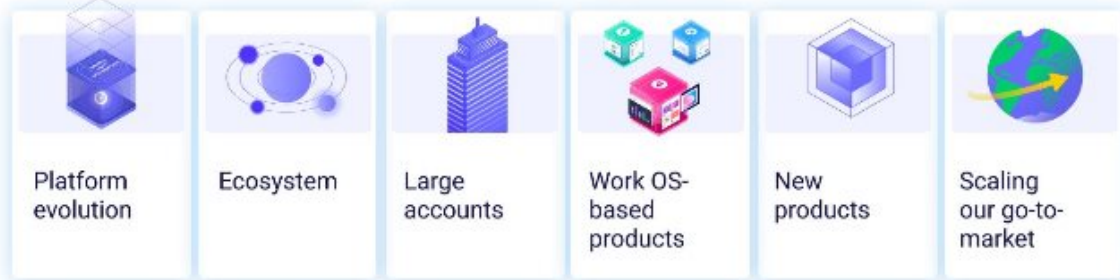 Platform
evolution
Ecosystem
Large
accounts
Work OS-
based
products
New
products
Scaling
our go-to-
market